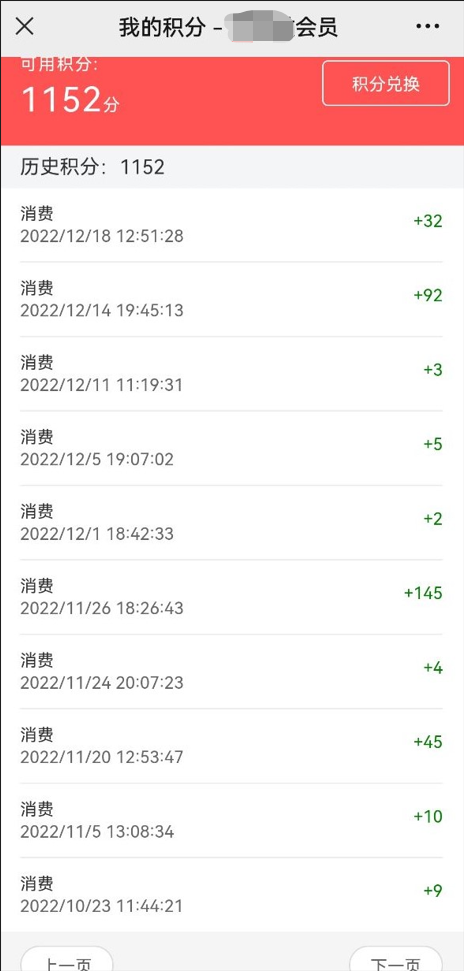 我的积分 – 会员
可用积分:
1152分
积分兑换
历史积分: 1152
消费
+32
2022/12/18 12:51:28
消费
+92
2022/12/14 19:45:13
消费
+3
2022/12/11 11:19:31
消费
+5
2022/12/5 19:07:02
消费
+2
2022/12/1 18:42:33
消费
+145
2022/11/26 18:26:43
消费
+4
2022/11/24 20:07:23
消费
+45
2022/11/20 12:53:47
消费
+10
2022/11/5 13:08:34
消费
+9
2022/10/23 11:44:21
上一页
下一页